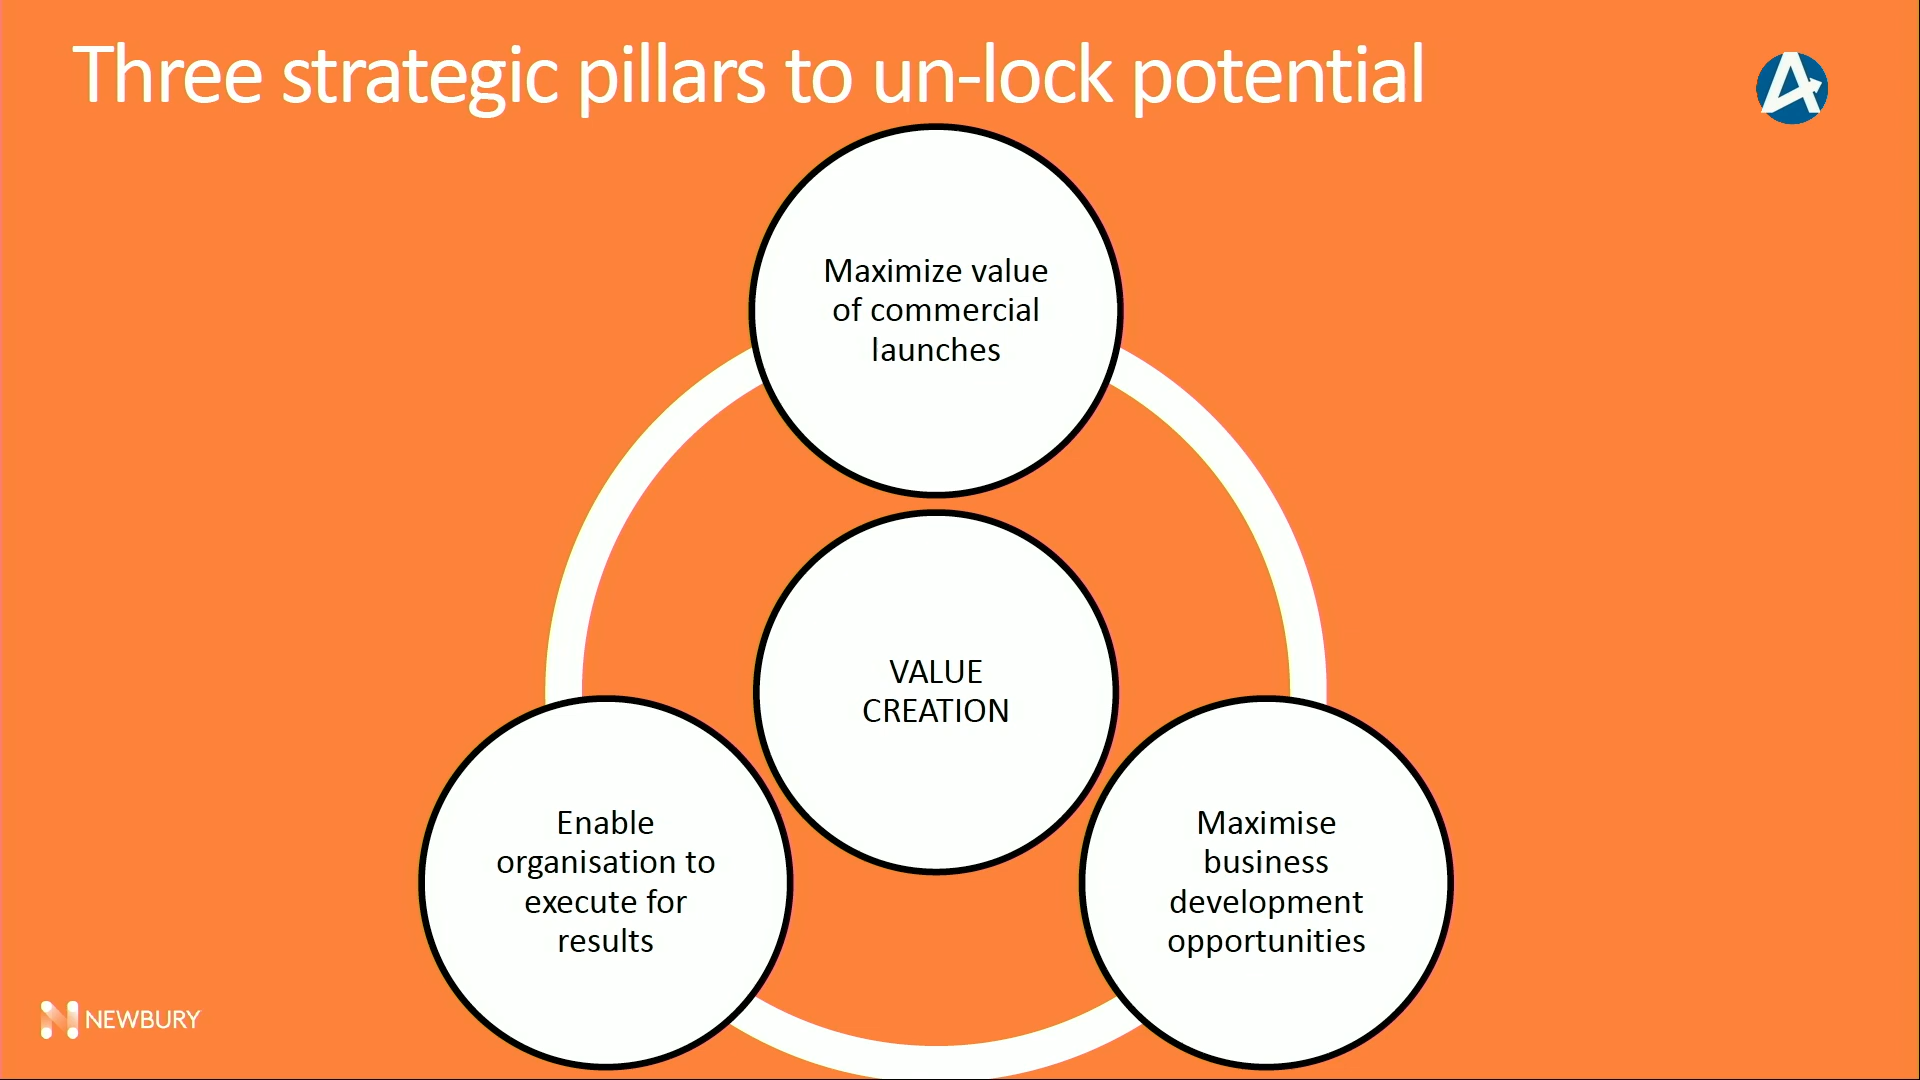 Three strategic pillars to un-lock potential
Maximize value
of commercial
launches
VALUE
CREATION
Enable
organisation to
execute for
results
Maximise
business
development
opportunities
NEWBURY